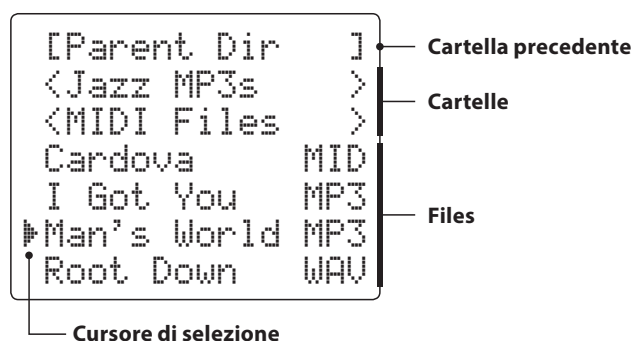 [Parent Dir ]
<Jazz MP3s >
<MIDI Files >
Cardova MID
I Got You MP3
Man's World MP3
Root Down WAV
Cartella precedente
Cartelle
Files
Cursore di selezione